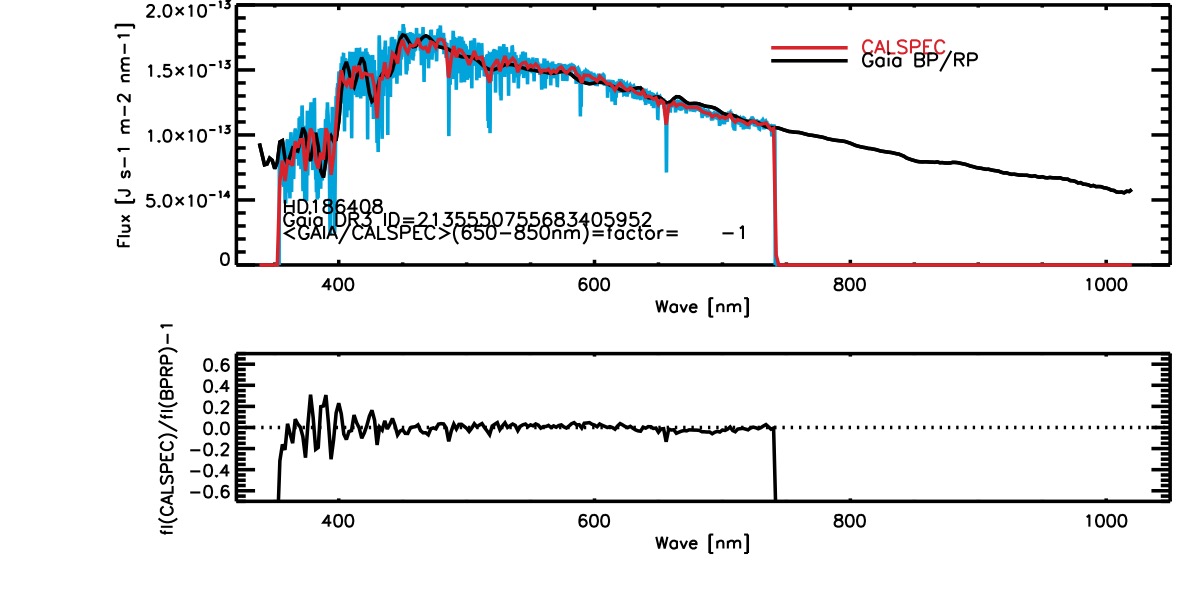 2.0×10−13
1.5×10−13
1.0×10−13
5.0×10−14
0
Flux [J s−1 m−2 nm−1]
CALSPEC
Gaia BP/RP
HD186408
Gaia DR3 ID=2135550755683405952
<GAIA/CALSPEC>(650−850nm)=factor= −1
400 600 800 1000
Wave [nm]
fl(CALSPEC)/fl(BPRP)−1
0.6
0.4
0.2
0.0
−0.2
−0.4
−0.6
400 600 800 1000
Wave [nm]